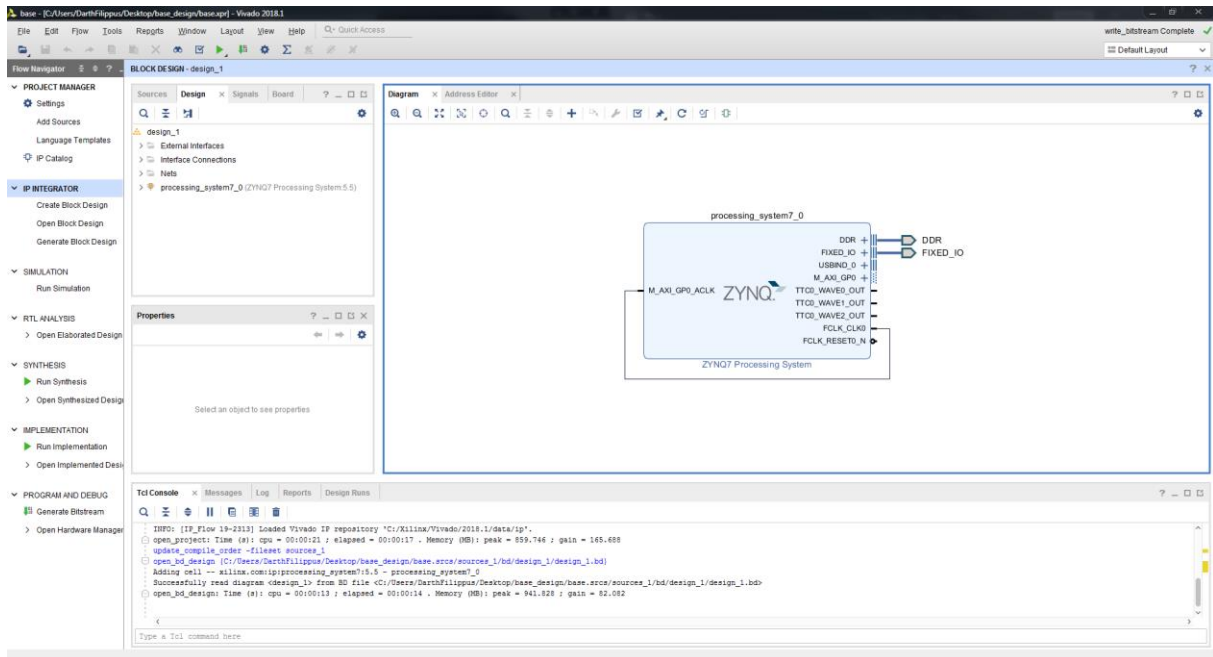 base - [C:/Users/DarthFilippus/Desktop/base_design/base.xpr] - Vivado 2018.1
File Edit Flow Tools Reports Window Layout View Help Quick Access
write_bitstream Complete
Default Layout
Flow Navigator
BLOCK DESIGN - design_1
PROJECT MANAGER
Settings
Add Sources
Language Templates
IP Catalog
IP INTEGRATOR
Create Block Design
Open Block Design
Generate Block Design
SIMULATION
Run Simulation
RTL ANALYSIS
Open Elaborated Design
SYNTHESIS
Run Synthesis
Open Synthesized Desig
IMPLEMENTATION
Run Implementation
Open Implemented Desi
PROGRAM AND DEBUG
Generate Bitstream
Open Hardware Manager
Sources Design Signals Board
design_1
External Interfaces
Interface Connections
Nets
processing_system7_0 (ZYNQ7 Processing System:5.5)
Properties
Select an object to see properties
Diagram Address Editor
processing_system7_0
DDR
FIXED_IO
USBIND_0
M_AXI_GP0
M_AXI_GP0_ACLK
ZYNQ
TTC0_WAVE0_OUT
TTC0_WAVE1_OUT
TTC0_WAVE2_OUT
FCLK_CLK0
FCLK_RESET0_N
ZYNQ7 Processing System
DDR
FIXED_IO
Tcl Console Messages Log Reports Design Runs
INFO: [IP_Flow 19-2313] Loaded Vivado IP repository 'C:/Xilinx/Vivado/2018.1/data/ip'.
open_project: Time (s): cpu = 00:00:21 ; elapsed = 00:00:17 . Memory (MB): peak = 859.746 ; gain = 165.688
update_compile_order -fileset sources_1
open_bd_design {C:/Users/DarthFilippus/Desktop/base_design/base.srcs/sources_1/bd/design_1/design_1.bd}
Adding cell -- xilinx.com:ip:processing_system7:5.5 - processing_system7_0
Successfully read diagram <design_1> from BD file <C:/Users/DarthFilippus/Desktop/base_design/base.srcs/sources_1/bd/design_1/design_1.bd>
open_bd_design: Time (s): cpu = 00:00:13 ; elapsed = 00:00:14 . Memory (MB): peak = 941.828 ; gain = 82.082
Type a Tcl command here